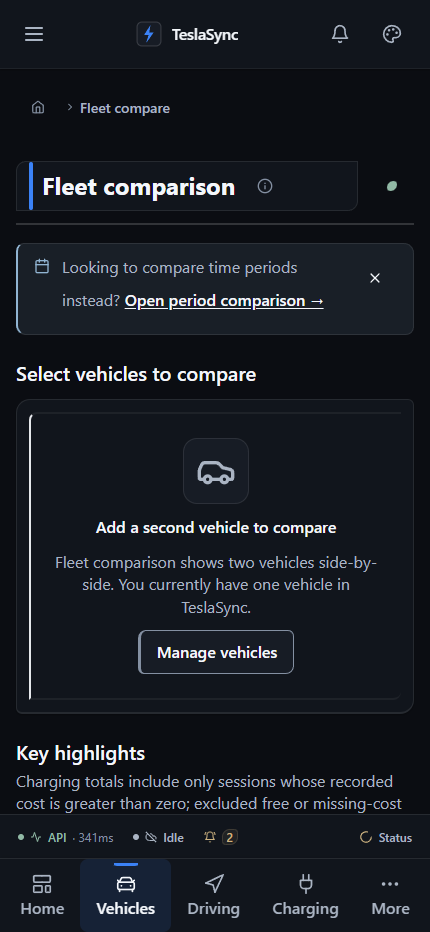 TeslaSync
Fleet compare
Fleet comparison
Looking to compare time periods
instead? Open period comparison →
Select vehicles to compare
Add a second vehicle to compare
Fleet comparison shows two vehicles side-by-
side. You currently have one vehicle in
TeslaSync.
Manage vehicles
Key highlights
Charging totals include only sessions whose recorded
cost is greater than zero; excluded free or missing-cost
API · 341ms Idle 2 Status
Home Vehicles Driving Charging More